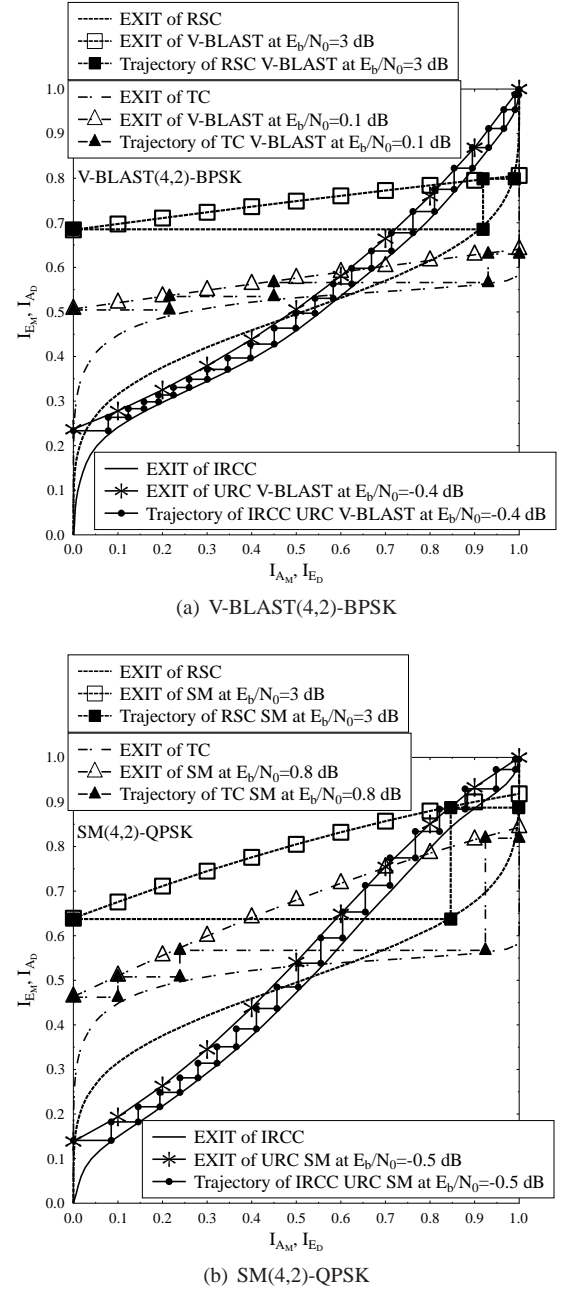 EXIT of RSC
EXIT of V-BLAST at E_b/N_0=3 dB
Trajectory of RSC V-BLAST at E_b/N_0=3 dB
EXIT of TC
EXIT of V-BLAST at E_b/N_0=0.1 dB
Trajectory of TC V-BLAST at E_b/N_0=0.1 dB
V-BLAST(4,2)-BPSK
1.0
0.9
0.8
0.7
0.6
0.5
0.4
0.3
0.2
0.1
0.0
I_{E_M}, I_{A_D}
EXIT of IRCC
EXIT of URC V-BLAST at E_b/N_0=-0.4 dB
Trajectory of IRCC URC V-BLAST at E_b/N_0=-0.4 dB
0.0 0.1 0.2 0.3 0.4 0.5 0.6 0.7 0.8 0.9 1.0
I_{A_M}, I_{E_D}
(a) V-BLAST(4,2)-BPSK
EXIT of RSC
EXIT of SM at E_b/N_0=3 dB
Trajectory of RSC SM at E_b/N_0=3 dB
EXIT of TC
EXIT of SM at E_b/N_0=0.8 dB
Trajectory of TC SM at E_b/N_0=0.8 dB
SM(4,2)-QPSK
1.0
0.9
0.8
0.7
0.6
0.5
0.4
0.3
0.2
0.1
0.0
I_{E_M}, I_{A_D}
EXIT of IRCC
EXIT of URC SM at E_b/N_0=-0.5 dB
Trajectory of IRCC URC SM at E_b/N_0=-0.5 dB
0.0 0.1 0.2 0.3 0.4 0.5 0.6 0.7 0.8 0.9 1.0
I_{A_M}, I_{E_D}
(b) SM(4,2)-QPSK